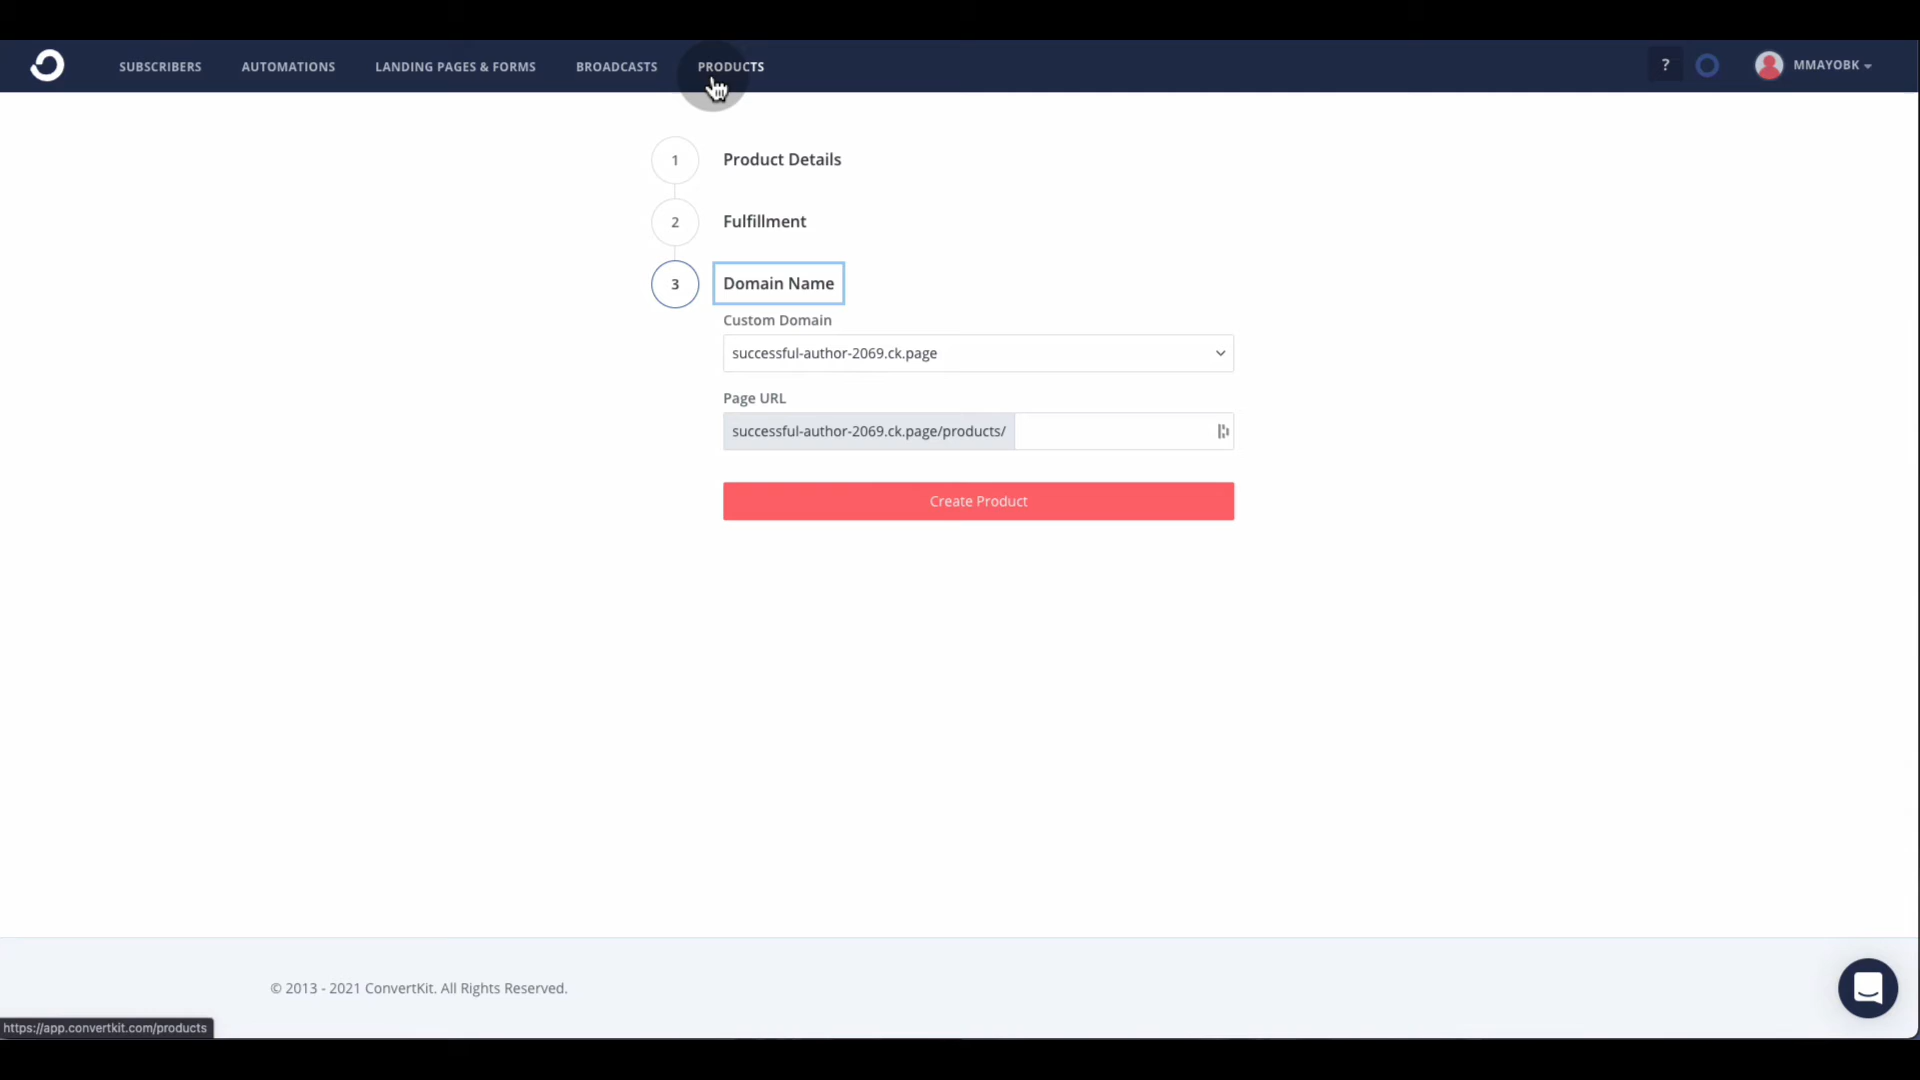 SUBSCRIBERS AUTOMATIONS LANDING PAGES & FORMS BROADCASTS PRODUCTS ? MMAYOBK
1 Product Details
2 Fulfillment
3 Domain Name
Custom Domain
successful-author-2069.ck.page
Page URL
successful-author-2069.ck.page/products/
Create Product
© 2013 - 2021 ConvertKit. All Rights Reserved.
https://app.convertkit.com/products